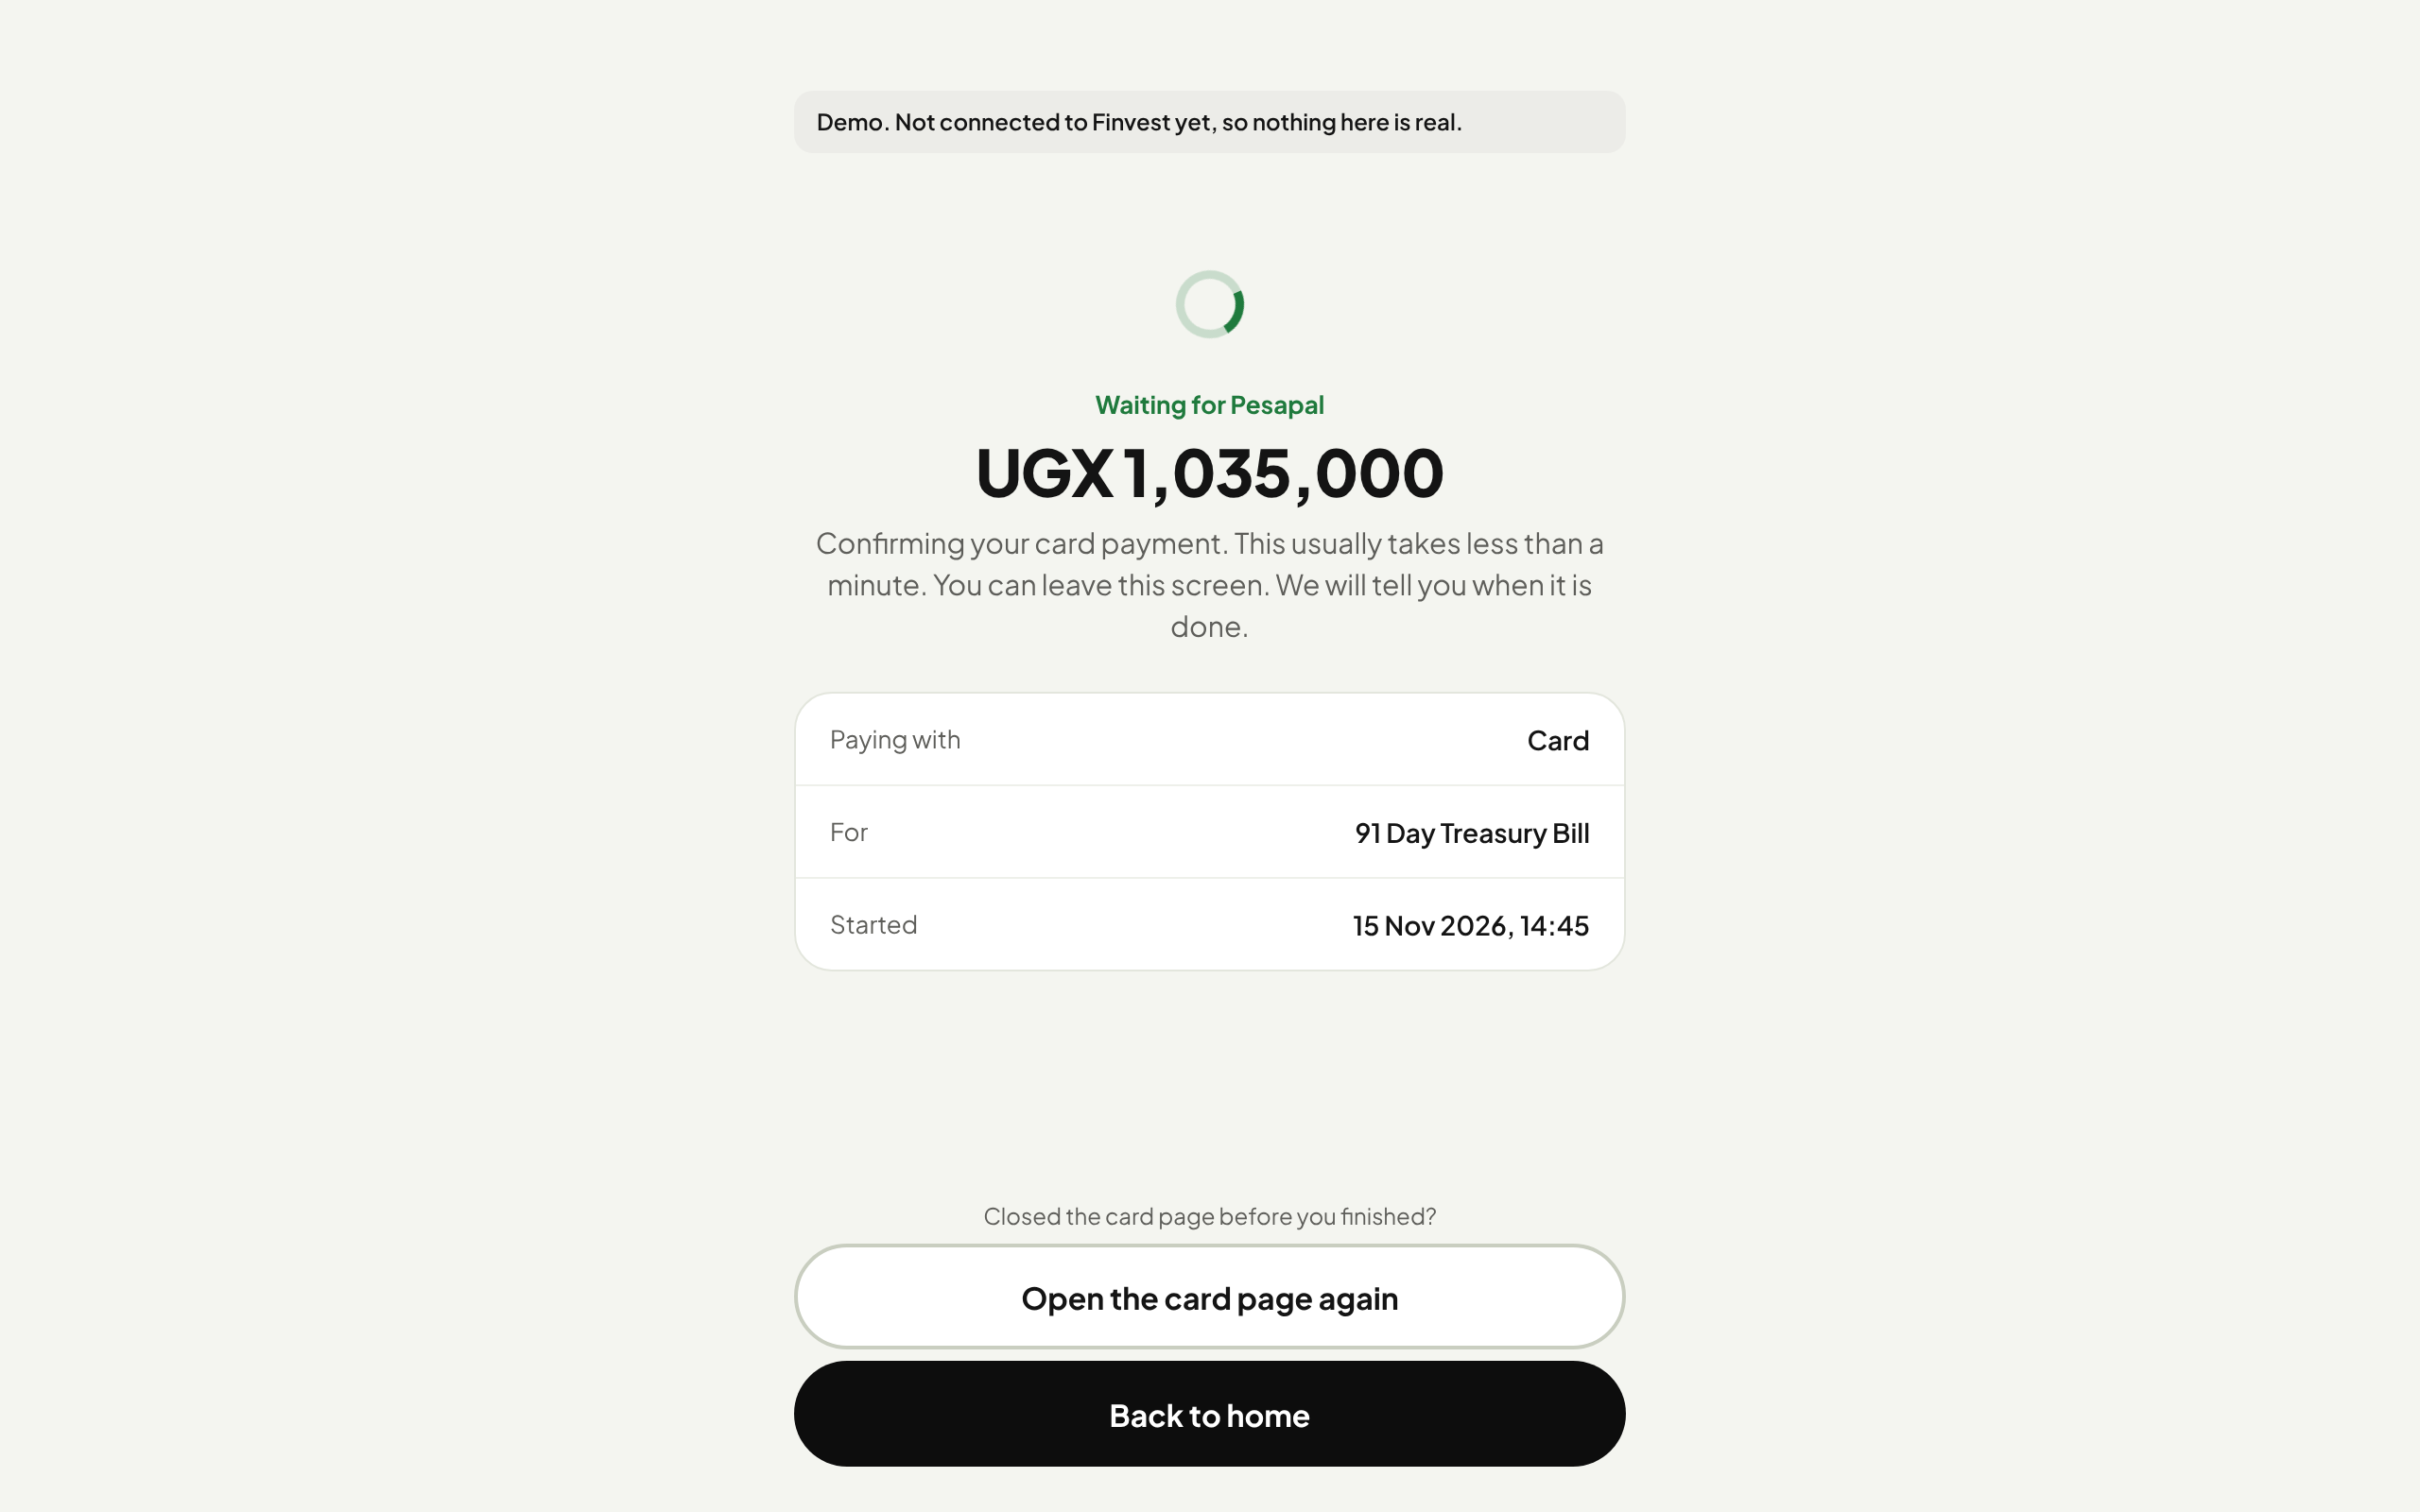 Demo. Not connected to Finvest yet, so nothing here is real.
Waiting for Pesapal
UGX 1,035,000
Confirming your card payment. This usually takes less than a
minute. You can leave this screen. We will tell you when it is
done.
Paying with Card
For 91 Day Treasury Bill
Started 15 Nov 2026, 14:45
Closed the card page before you finished?
Open the card page again
Back to home